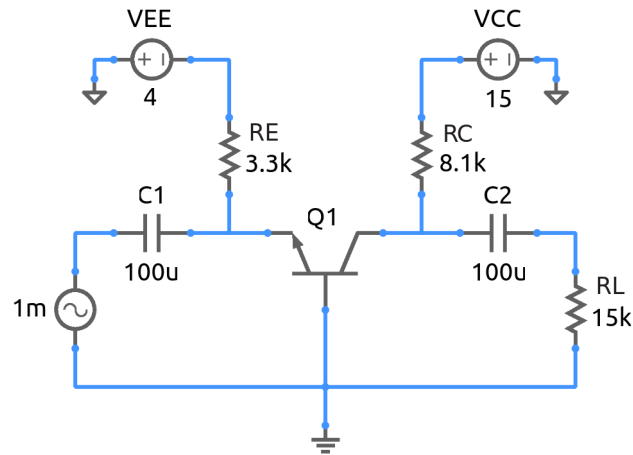 VEE
+ I
4
VCC
+ I
15
RE
3.3k
RC
8.1k
C1
100u
Q1
C2
100u
1m
RL
15k